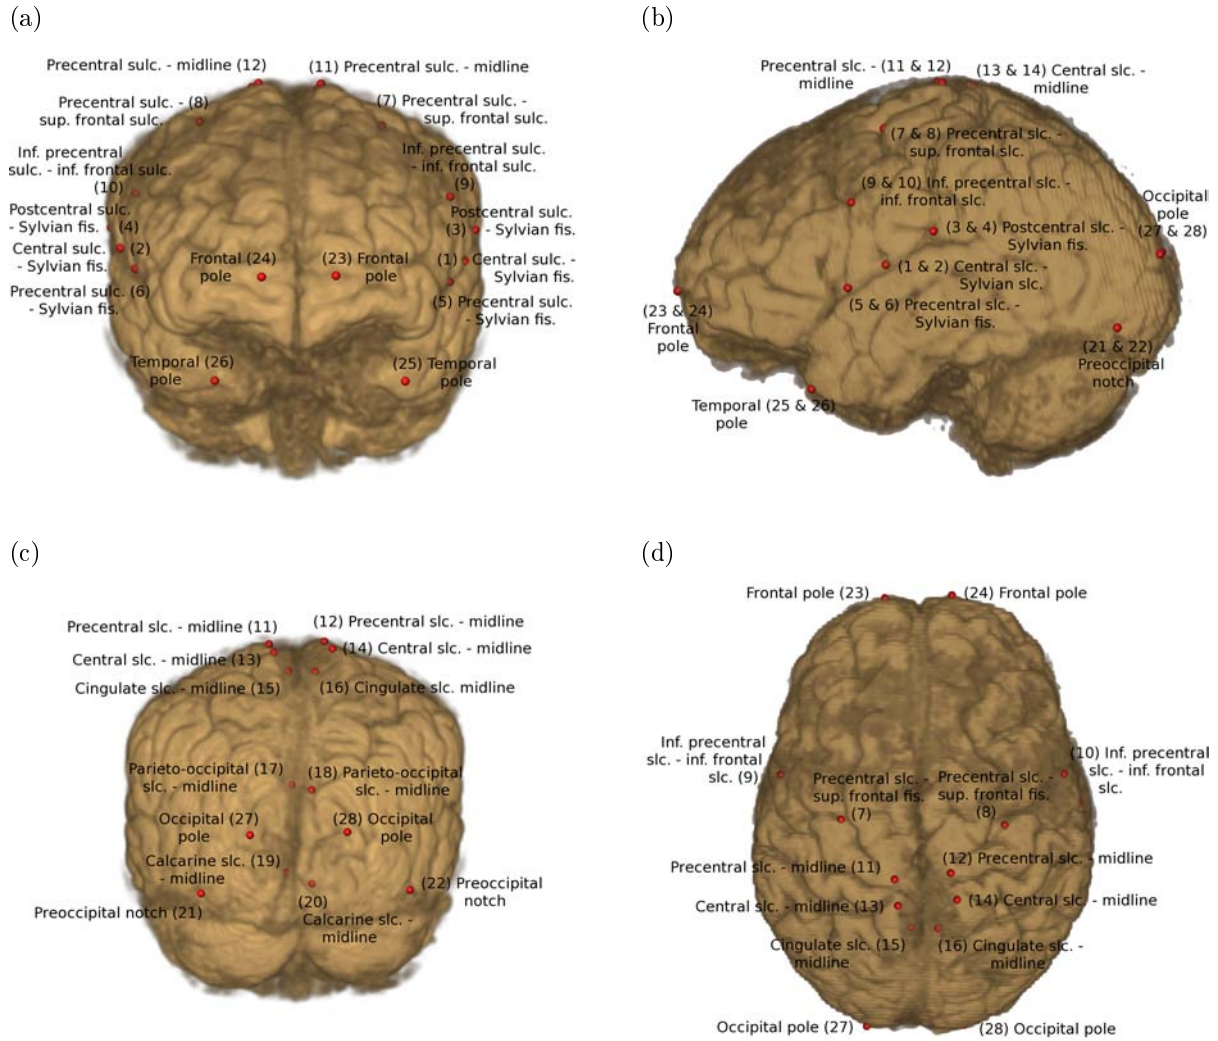 (a)
Precentral sulc. - midline (12)
(11) Precentral sulc. - midline
Precentral sulc. - (8)
sup. frontal sulc.
(7) Precentral sulc. -
sup. frontal sulc.
Inf. precentral
sulc. - inf. frontal sulc.
(10)
Inf. precentral sulc.
- inf. frontal sulc.
(9)
Postcentral sulc.
- Sylvian fis. (4)
Postcentral sulc.
(3) - Sylvian fis.
Central sulc. (2)
- Sylvian fis.
(1) Central sulc. -
Sylvian fis.
Frontal (24)
pole
(23) Frontal
pole
Precentral sulc. (6)
- Sylvian fis.
(5) Precentral sulc.
- Sylvian fis.
Temporal (26)
pole
(25) Temporal
pole
(b)
Precentral slc. - (11 & 12)
midline
(13 & 14) Central slc. -
midline
(7 & 8) Precentral slc. -
sup. frontal slc.
(9 & 10) Inf. precentral slc. -
inf. frontal slc.
Occipital
pole
(27 & 28)
(3 & 4) Postcentral slc. -
Sylvian fis.
(1 & 2) Central slc. -
Sylvian slc.
(5 & 6) Precentral slc. -
Sylvian fis.
(23 & 24)
Frontal
pole
(21 & 22)
Preoccipital
notch
Temporal (25 & 26)
pole
(c)
Precentral slc. - midline (11)
(12) Precentral slc. - midline
Central slc. - midline (13)
(14) Central slc. - midline
Cingulate slc. - midline (15)
(16) Cingulate slc. midline
Parieto-occipital (17)
slc. - midline
(18) Parieto-occipital
slc. - midline
Occipital (27)
pole
(28) Occipital
pole
Calcarine slc. (19)
- midline
(20)
Calcarine slc. -
midline
Preoccipital notch (21)
(22) Preoccipital
notch
(d)
Frontal pole (23)
(24) Frontal pole
Inf. precentral
slc. - inf. frontal
slc. (9)
(10) Inf. precentral
slc. - inf. frontal
slc.
Precentral slc. -
sup. frontal fis.
(7)
Precentral slc. -
sup. frontal fis.
(8)
Precentral slc. - midline (11)
(12) Precentral slc. - midline
Central slc. - midline (13)
(14) Central slc. - midline
Cingulate slc. (15)
midline
(16) Cingulate slc. -
midline
Occipital pole (27)
(28) Occipital pole